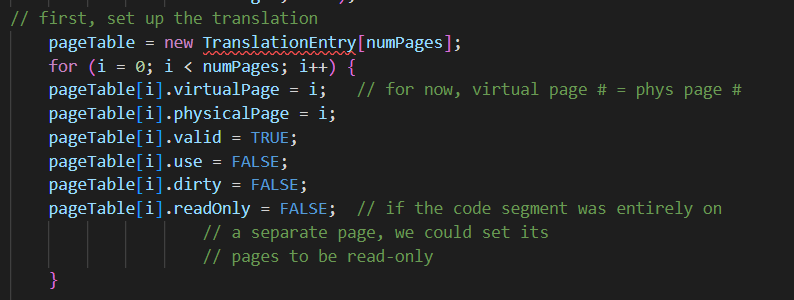 // first, set up the translation
pageTable = new TranslationEntry[numPages];
for (i = 0; i < numPages; i++) {
pageTable[i].virtualPage = i;   // for now, virtual page # = phys page #
pageTable[i].physicalPage = i;
pageTable[i].valid = TRUE;
pageTable[i].use = FALSE;
pageTable[i].dirty = FALSE;
pageTable[i].readOnly = FALSE;  // if the code segment was entirely on
// a separate page, we could set its
// pages to be read-only
}